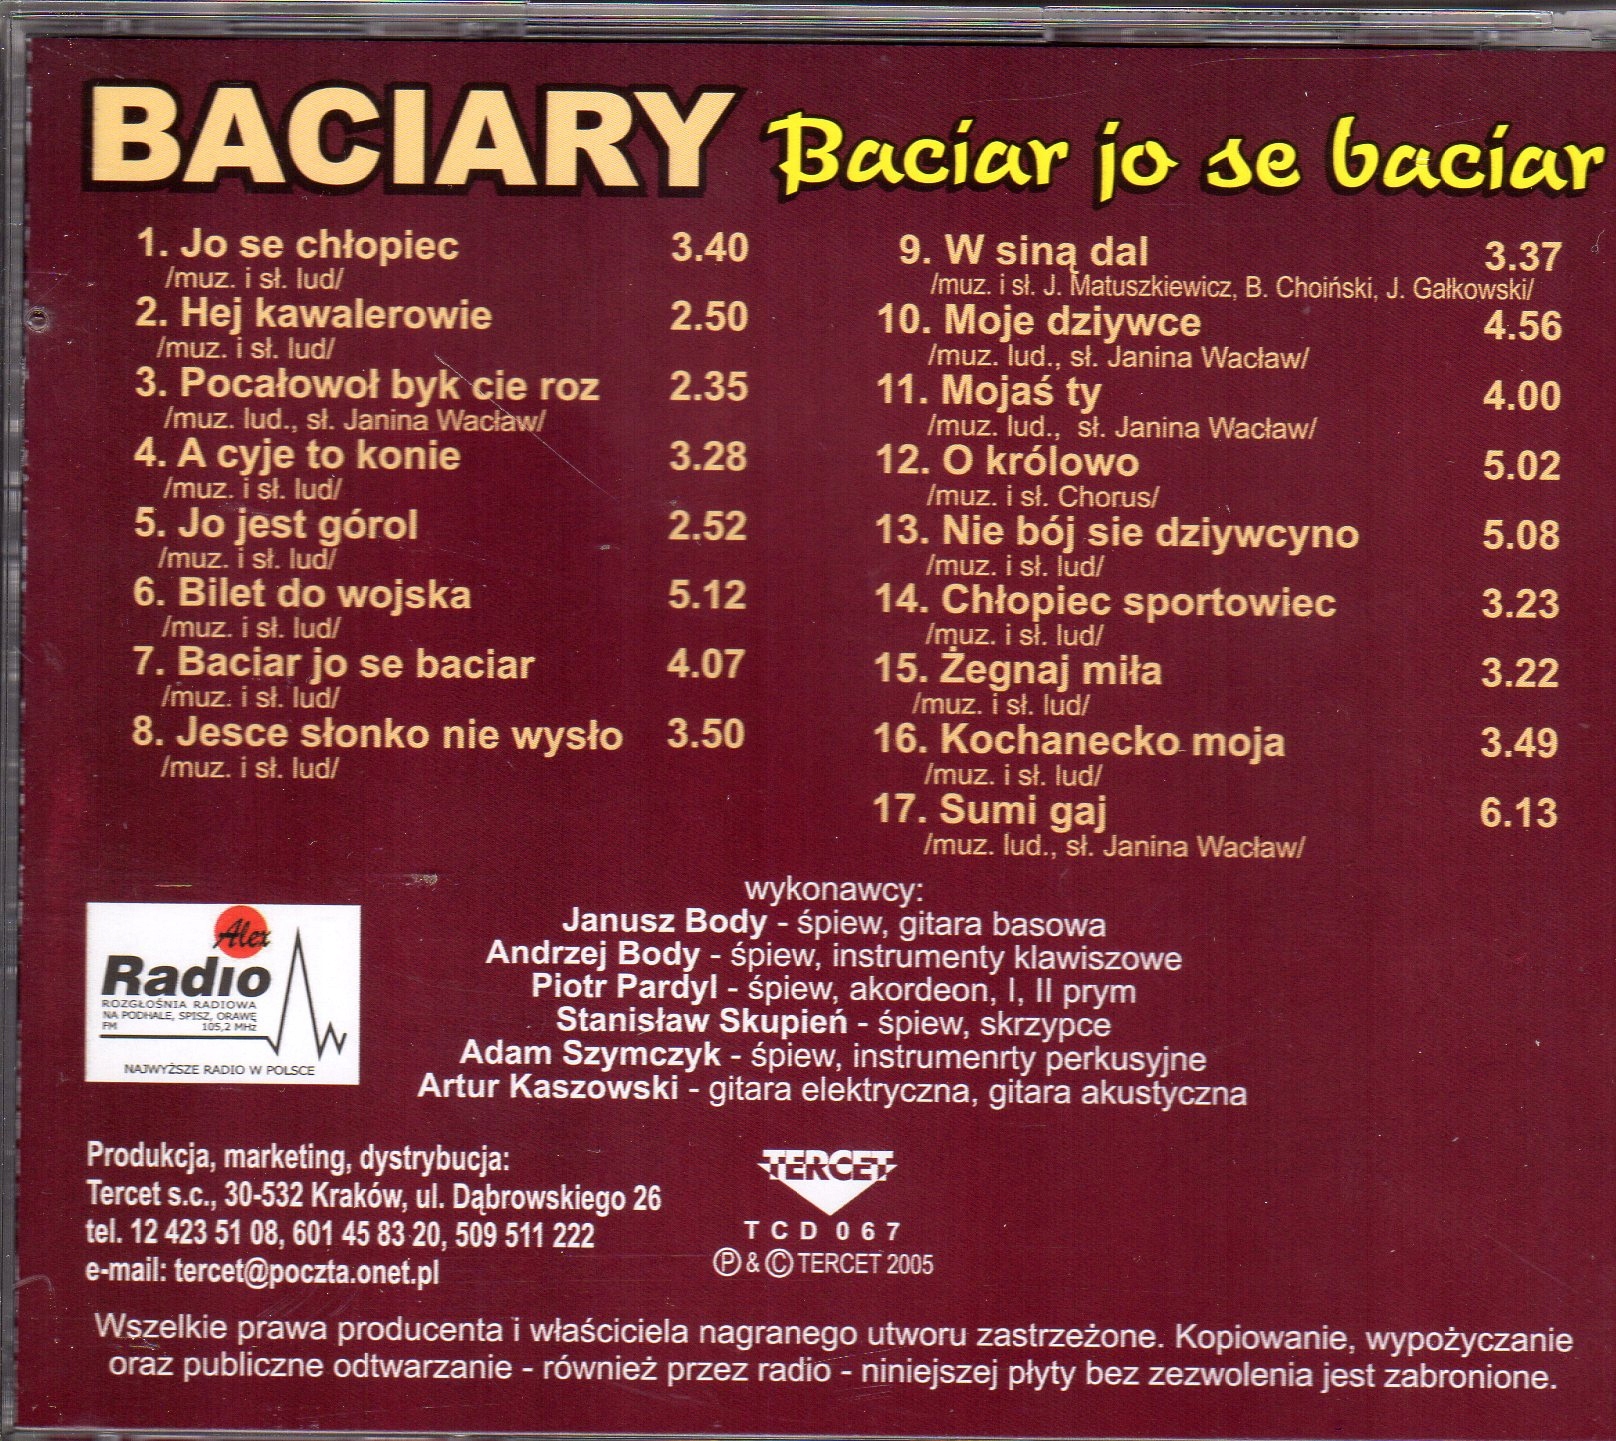 BACIARY Baciar jo se baciar
1. Jo se chłopiec 3.40
/muz. i sł. lud/
2. Hej kawalerowie 2.50
/muz. i sł. lud/
3. Pocałowoł byk cie roz 2.35
/muz. lud., sł. Janina Wacław/
4. A cyje to konie 3.28
/muz. i sł. lud/
5. Jo jest górol 2.52
/muz. i sł. lud/
6. Bilet do wojska 5.12
/muz. i sł. lud/
7. Baciar jo se baciar 4.07
/muz. i sł. lud/
8. Jesce słonko nie wysło 3.50
/muz. i sł. lud/
9. W siną dal 3.37
/muz. i sł. J. Matuszkiewicz, B. Choiński, J. Gałkowski/
10. Moje dziywce 4.56
/muz. lud., sł. Janina Wacław/
11. Mojaś ty 4.00
/muz. lud., sł. Janina Wacław/
12. O królowo 5.02
/muz. i sł. Chorus/
13. Nie bój sie dziywcyno 5.08
/muz. i sł. lud/
14. Chłopiec sportowiec 3.23
/muz. i sł. lud/
15. Żegnaj miła 3.22
/muz. i sł. lud/
16. Kochanecko moja 3.49
/muz. i sł. lud/
17. Sumi gaj 6.13
/muz. lud., sł. Janina Wacław/
wykonawcy:
Janusz Body - śpiew, gitara basowa
Andrzej Body - śpiew, instrumenty klawiszowe
Piotr Pardyl - śpiew, akordeon, I, II prym
Stanisław Skupień - śpiew, skrzypce
Adam Szymczyk - śpiew, instrumenrty perkusyjne
Artur Kaszowski - gitara elektryczna, gitara akustyczna
Alex
Radio
ROZGŁOŚNIA RADIOWA
NA PODHALE, SPISZ, ORAWĘ
FM 105,2 MHz
NAJWYŻSZE RADIO W POLSCE
Produkcja, marketing, dystrybucja:
Tercet s.c., 30-532 Kraków, ul. Dąbrowskiego 26
tel. 12 423 51 08, 601 45 83 20, 509 511 222
e-mail: tercet@poczta.onet.pl
TERCET
TCD 067
Ⓟ & © TERCET 2005
Wszelkie prawa producenta i właściciela nagranego utworu zastrzeżone. Kopiowanie, wypożyczanie
oraz publiczne odtwarzanie - również przez radio - niniejszej płyty bez zezwolenia jest zabronione.